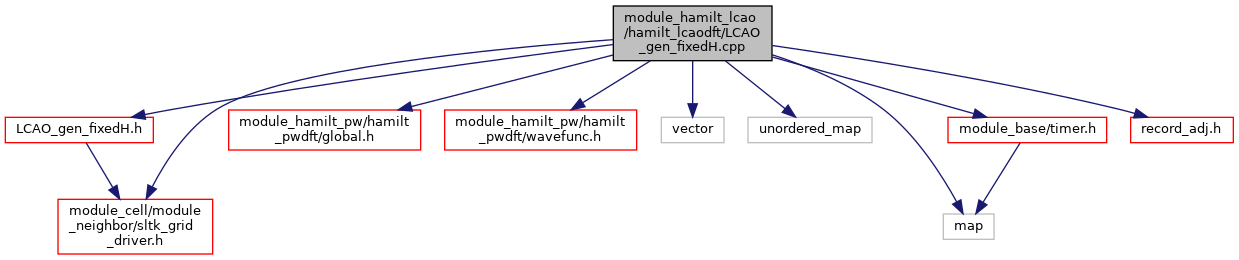 module_hamilt_lcao
/hamilt_lcaodft/LCAO
_gen_fixedH.cpp
LCAO_gen_fixedH.h
module_hamilt_pw/hamilt
_pwdft/global.h
module_hamilt_pw/hamilt
_pwdft/wavefunc.h
vector
unordered_map
module_base/timer.h
record_adj.h
module_cell/module
_neighbor/sltk_grid
_driver.h
map